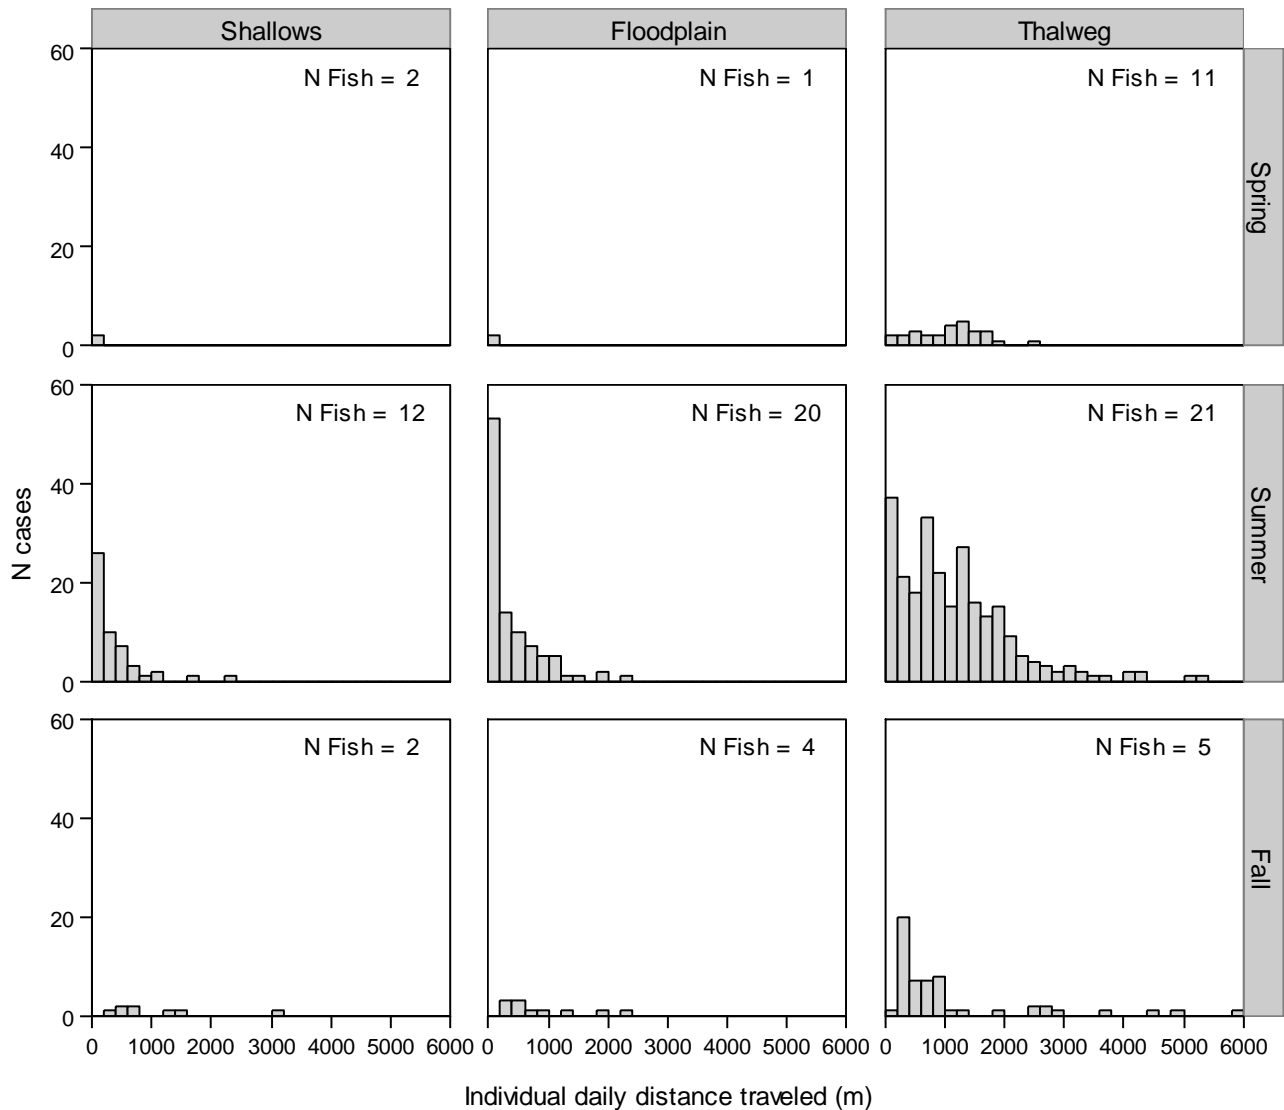 Shallows Floodplain Thalweg
60 N Fish = 2 N Fish = 1 N Fish = 11
40
Spring
20
0
60 N Fish = 12 N Fish = 20 N Fish = 21
40
N cases
Summer
20
0
60 N Fish = 2 N Fish = 4 N Fish = 5
40
Fall
20
0
0 1000 2000 3000 4000 5000 6000 0 1000 2000 3000 4000 5000 6000 0 1000 2000 3000 4000 5000 6000
Individual daily distance traveled (m)